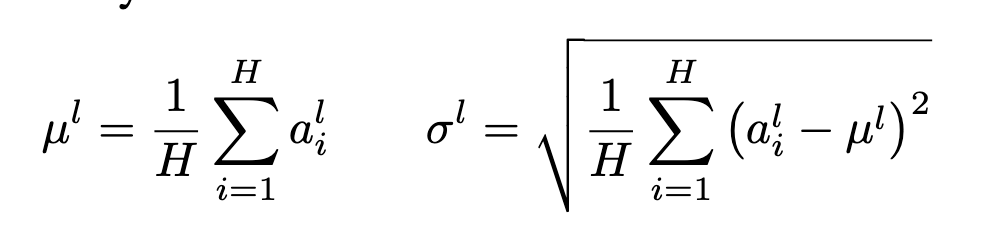 μ^l = \frac{1}{H} \sum_{i=1}^{H} a_i^l    σ^l = \sqrt{\frac{1}{H} \sum_{i=1}^{H} (a_i^l - μ^l)^2}